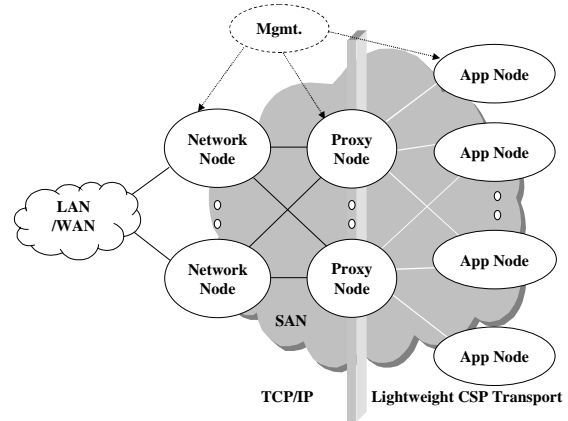 Mgmt.
App Node
Network
Node
Proxy
Node
App Node
LAN
/WAN
Network
Node
Proxy
Node
App Node
SAN
App Node
TCP/IP
Lightweight CSP Transport